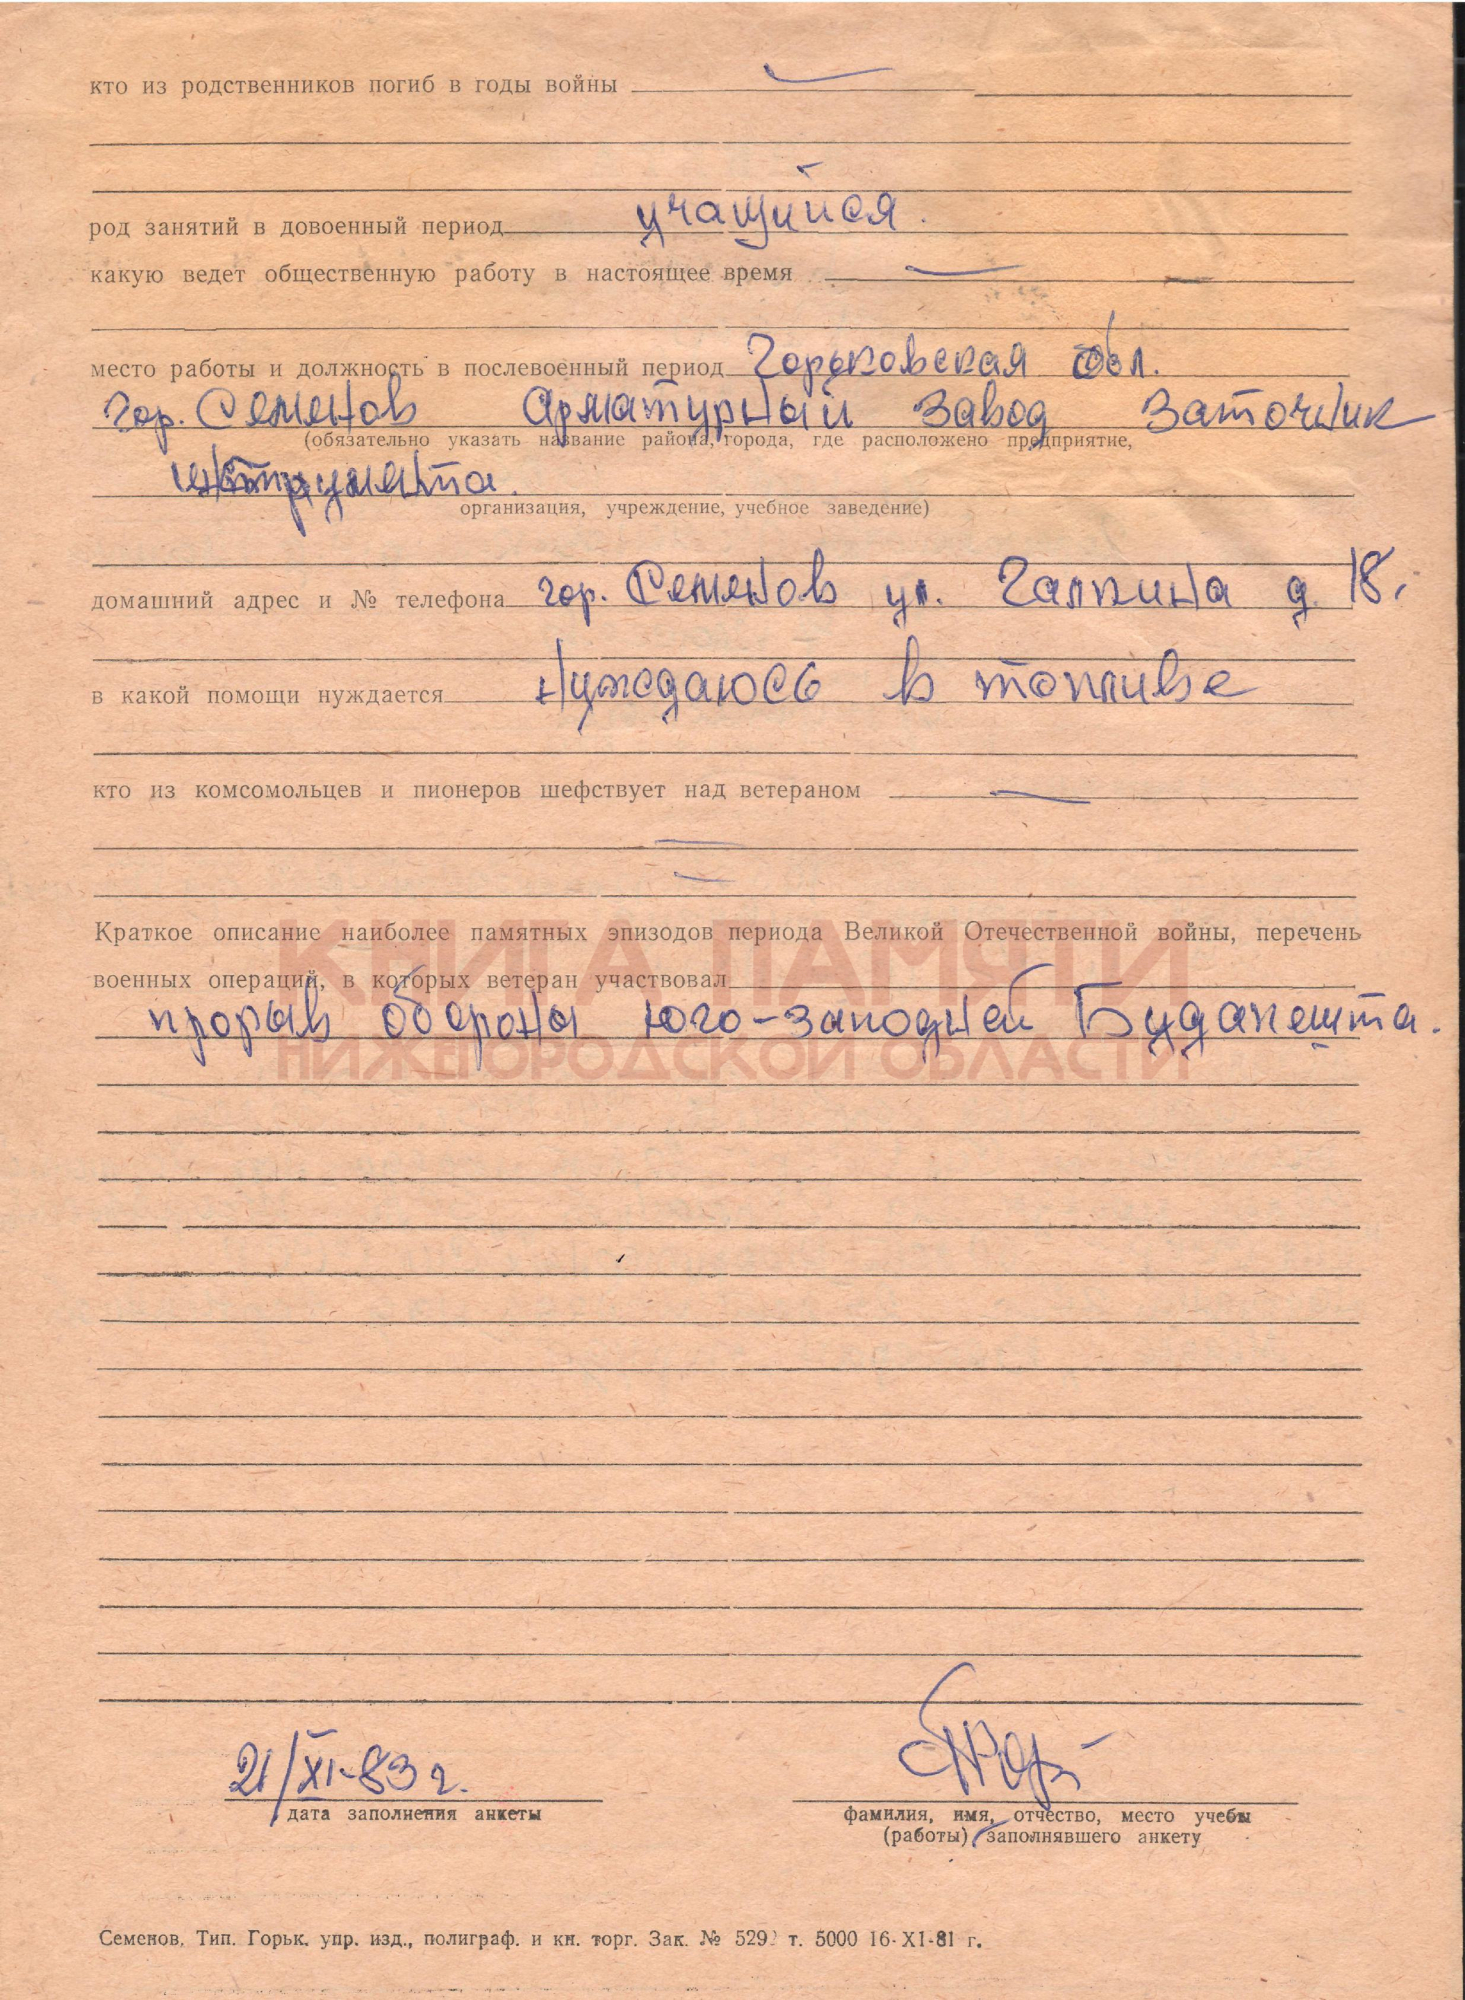 кто из родственников погиб в годы войны —
род занятий в довоенный период учащийся.
какую ведет общественную работу в настоящее время —
место работы и должность в послевоенный период Горьковская обл.
гор. Семенов Арматурный завод Заточник
(обязательно указать название района, города, где расположено предприятие,
инструмента.
организация, учреждение, учебное заведение)
домашний адрес и № телефона гор. Семенов ул. Галкина д. 18.
в какой помощи нуждается нуждаюсь в топливе
кто из комсомольцев и пионеров шефствует над ветераном —
—
—
Краткое описание наиболее памятных эпизодов периода Великой Отечественной войны, перечень
КНИГА ПАМЯТИ
военных операций, в которых ветеран участвовал
прорыв обороны юго-заподней Будапешта.
НИЖЕГОРОДСКОЙ ОБЛАСТИ
21/XI-83 г.
дата заполнения анкеты
фамилия, имя, отчество, место учебы
(работы) заполнявшего анкету
Семенов. Тип. Горьк. упр. изд., полиграф. и кн. торг. Зак. № 529 т. 5000 16-XI-81 г.